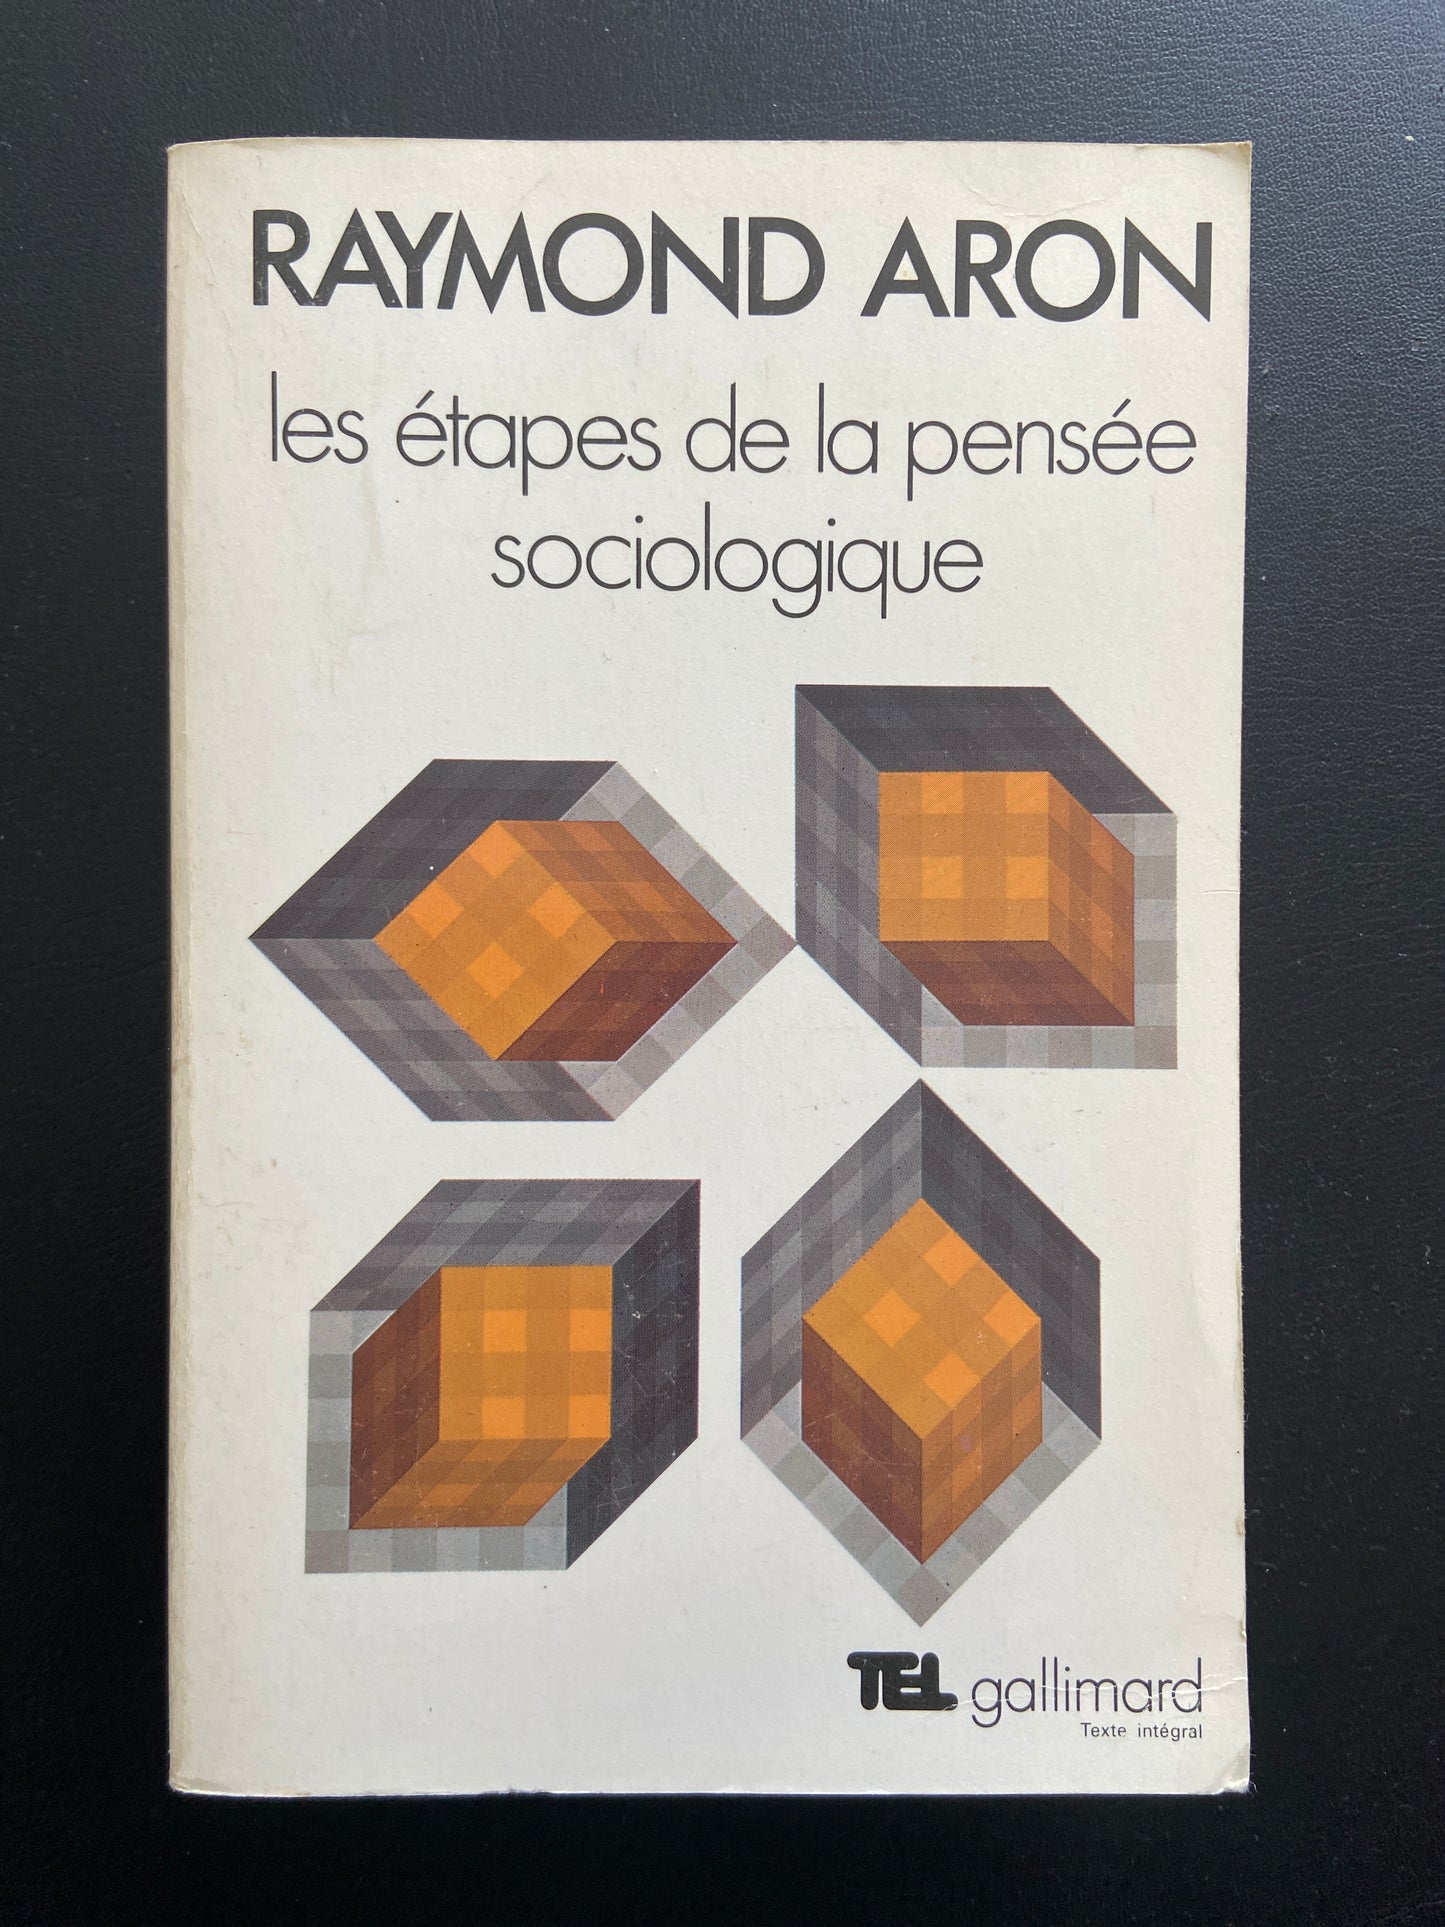 RAYMOND ARON
les étapes de la pensée
sociologique
TEL gallimard
Texte intégral